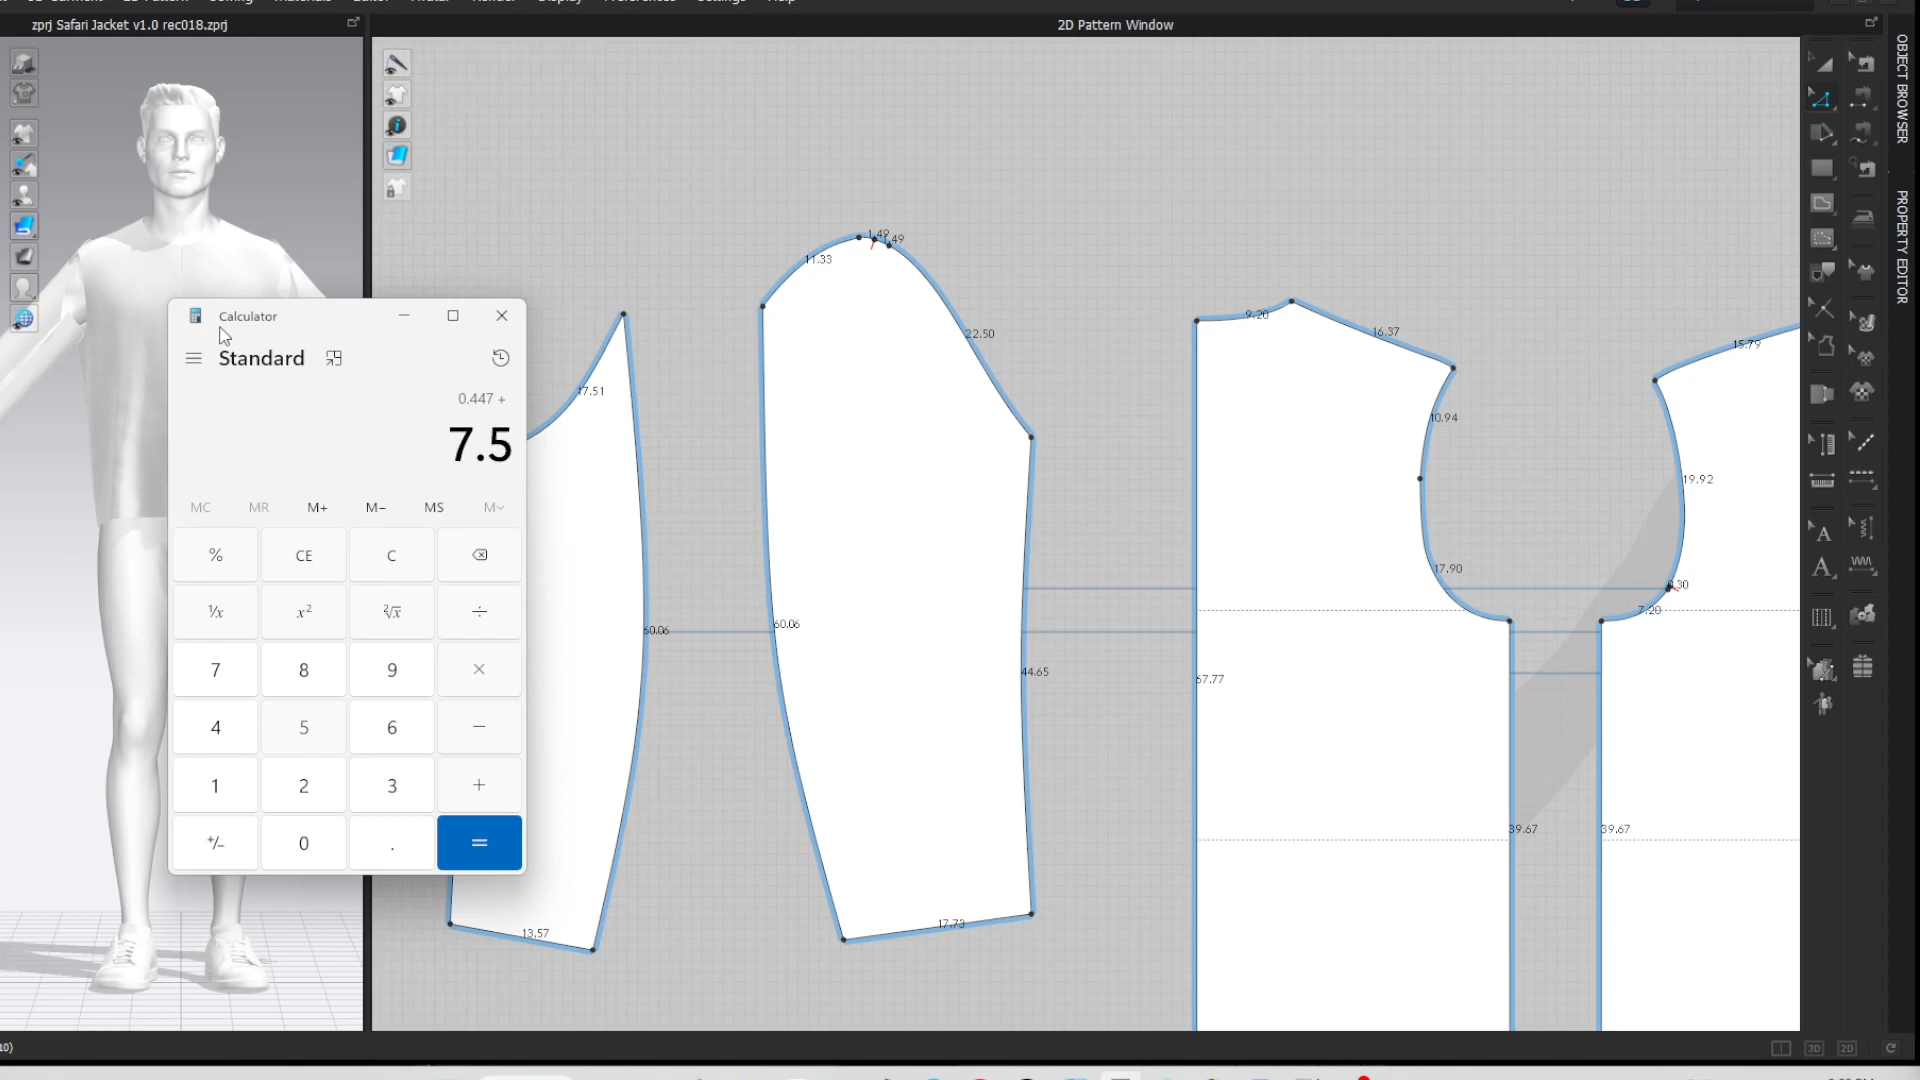 zprj Safari Jacket v1.0 rec018.zprj
2D Pattern Window
OBJECT BROWSER
PROPERTY EDITOR
Calculator
Standard
0.447 +
7.5
MC MR M+ M− MS M
% CE C
¹/x x² ²√x ÷
7 8 9 ×
4 5 6 −
1 2 3 +
+/− 0 . =
17.51
60.06
13.57
1.49
1.49
11.33
22.50
60.06
44.65
17.73
9.20
16.37
10.94
17.90
67.77
39.67
15.79
19.92
0.30
7.20
39.67
A
A
10)
3D
2D